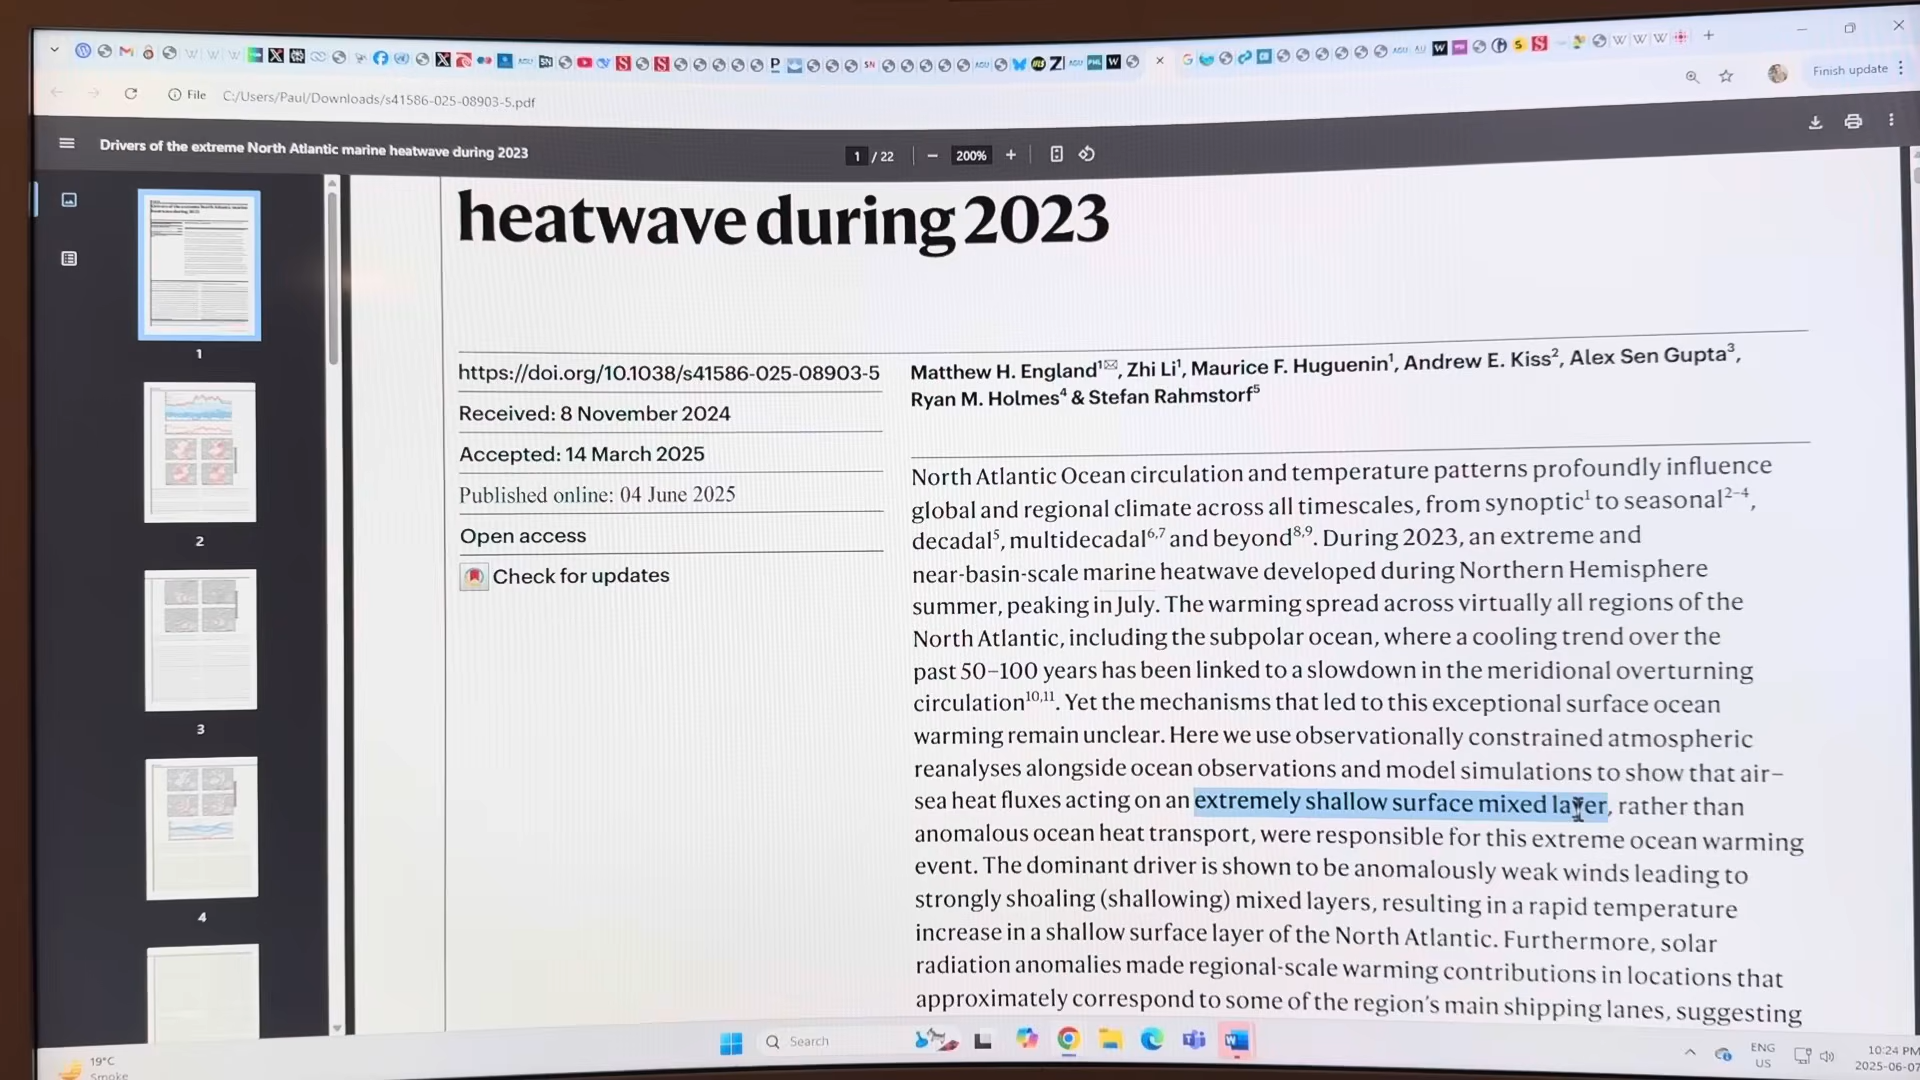 Finish update
File C:/Users/Paul/Downloads/s41586-025-08903-5.pdf
Drivers of the extreme North Atlantic marine heatwave during 2023
1 / 22
200%
heatwave during 2023
https://doi.org/10.1038/s41586-025-08903-5
Received: 8 November 2024
Accepted: 14 March 2025
Published online: 04 June 2025
Open access
Check for updates
Matthew H. England1✉, Zhi Li1, Maurice F. Huguenin1, Andrew E. Kiss2, Alex Sen Gupta3,
Ryan M. Holmes4 & Stefan Rahmstorf5
North Atlantic Ocean circulation and temperature patterns profoundly influence
global and regional climate across all timescales, from synoptic1 to seasonal2–4,
decadal5, multidecadal6,7 and beyond8,9. During 2023, an extreme and
near-basin-scale marine heatwave developed during Northern Hemisphere
summer, peaking in July. The warming spread across virtually all regions of the
North Atlantic, including the subpolar ocean, where a cooling trend over the
past 50–100 years has been linked to a slowdown in the meridional overturning
circulation10,11. Yet the mechanisms that led to this exceptional surface ocean
warming remain unclear. Here we use observationally constrained atmospheric
reanalyses alongside ocean observations and model simulations to show that air–
sea heat fluxes acting on an extremely shallow surface mixed layer, rather than
anomalous ocean heat transport, were responsible for this extreme ocean warming
event. The dominant driver is shown to be anomalously weak winds leading to
strongly shoaling (shallowing) mixed layers, resulting in a rapid temperature
increase in a shallow surface layer of the North Atlantic. Furthermore, solar
radiation anomalies made regional-scale warming contributions in locations that
approximately correspond to some of the region's main shipping lanes, suggesting
1
2
3
4
19°C
Smoke
Search
ENG
US
10:24 PM
2025-06-07